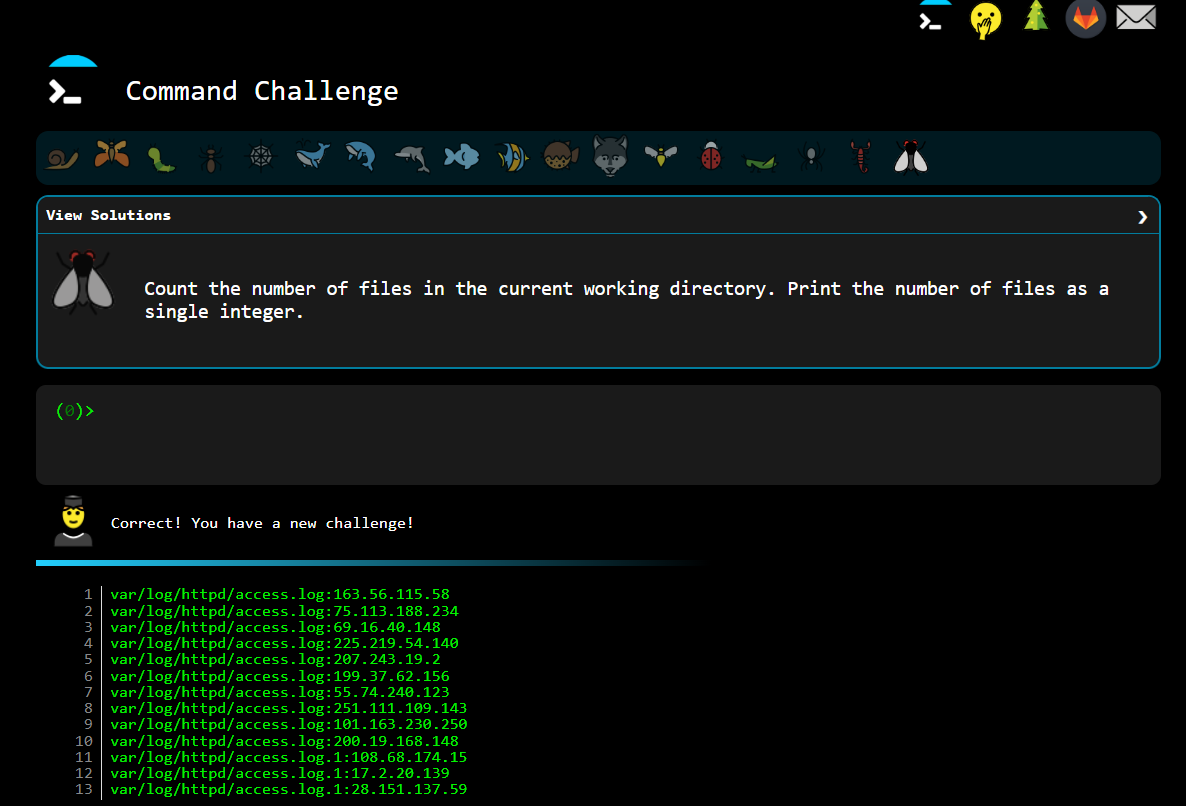 Command Challenge
View Solutions
Count the number of files in the current working directory. Print the number of files as a
single integer.
(0)>
Correct! You have a new challenge!
1 var/log/httpd/access.log:163.56.115.58
2 var/log/httpd/access.log:75.113.188.234
3 var/log/httpd/access.log:69.16.40.148
4 var/log/httpd/access.log:225.219.54.140
5 var/log/httpd/access.log:207.243.19.2
6 var/log/httpd/access.log:199.37.62.156
7 var/log/httpd/access.log:55.74.240.123
8 var/log/httpd/access.log:251.111.109.143
9 var/log/httpd/access.log:101.163.230.250
10 var/log/httpd/access.log:200.19.168.148
11 var/log/httpd/access.log.1:108.68.174.15
12 var/log/httpd/access.log.1:17.2.20.139
13 var/log/httpd/access.log.1:28.151.137.59